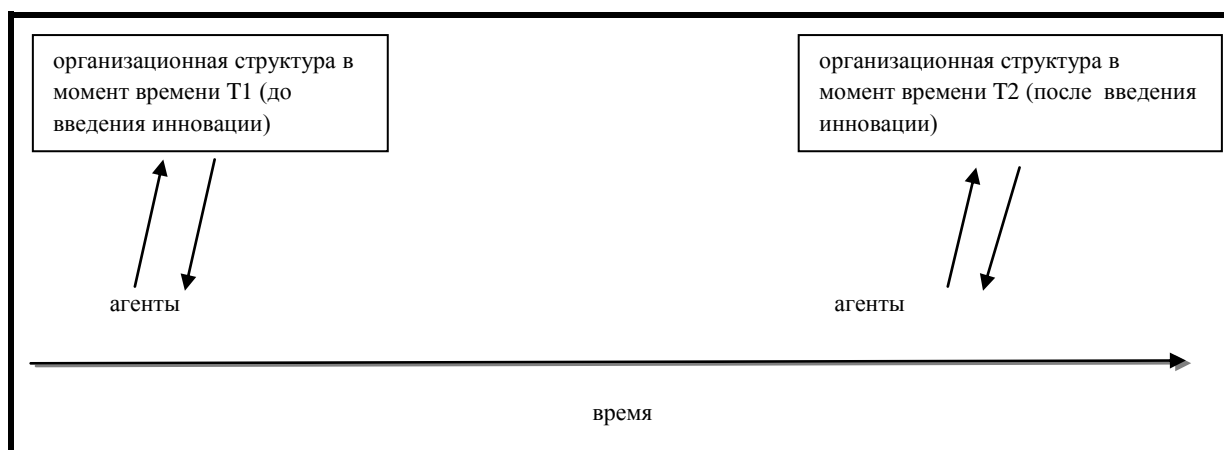 организационная структура в
момент времени Т1 (до
введения инновации)
организационная структура в
момент времени Т2 (после введения
инновации)
агенты
агенты
время